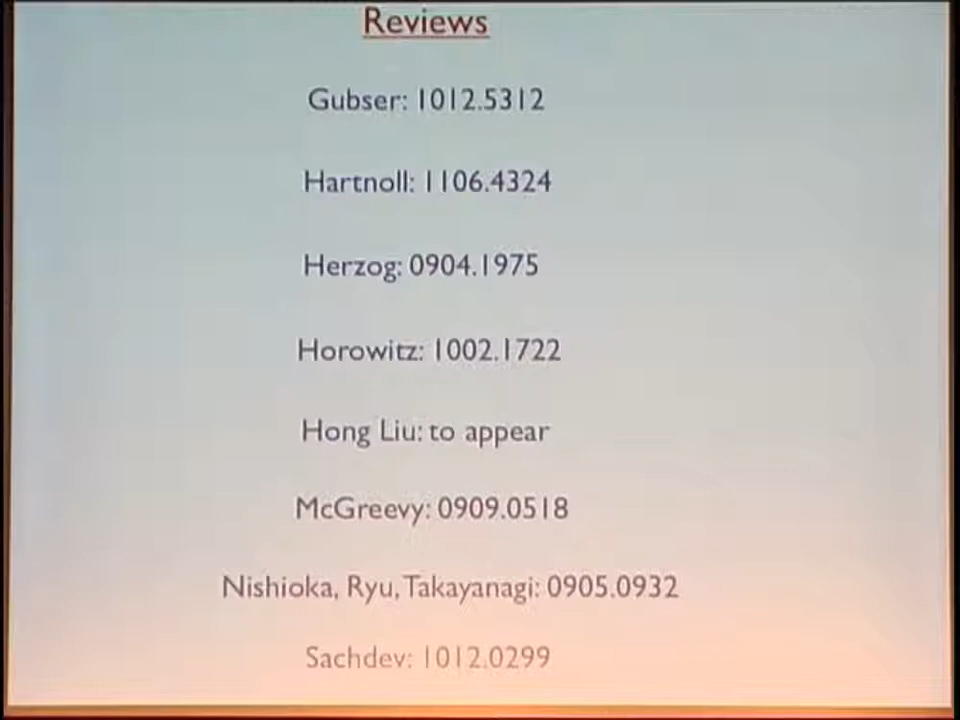 Reviews
Gubser: 1012.5312
Hartnoll: 1106.4324
Herzog: 0904.1975
Horowitz: 1002.1722
Hong Liu: to appear
McGreevy: 0909.0518
Nishioka, Ryu, Takayanagi: 0905.0932
Sachdev: 1012.0299